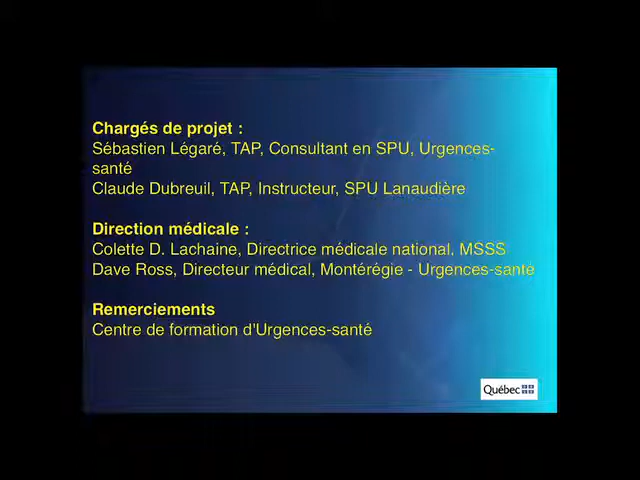 Chargés de projet :
Sébastien Légaré, TAP, Consultant en SPU, Urgences-
santé
Claude Dubreuil, TAP, Instructeur, SPU Lanaudière
Direction médicale :
Colette D. Lachaine, Directrice médicale national, MSSS
Dave Ross, Directeur médical, Montérégie - Urgences-santé
Remerciements
Centre de formation d'Urgences-santé
Québec